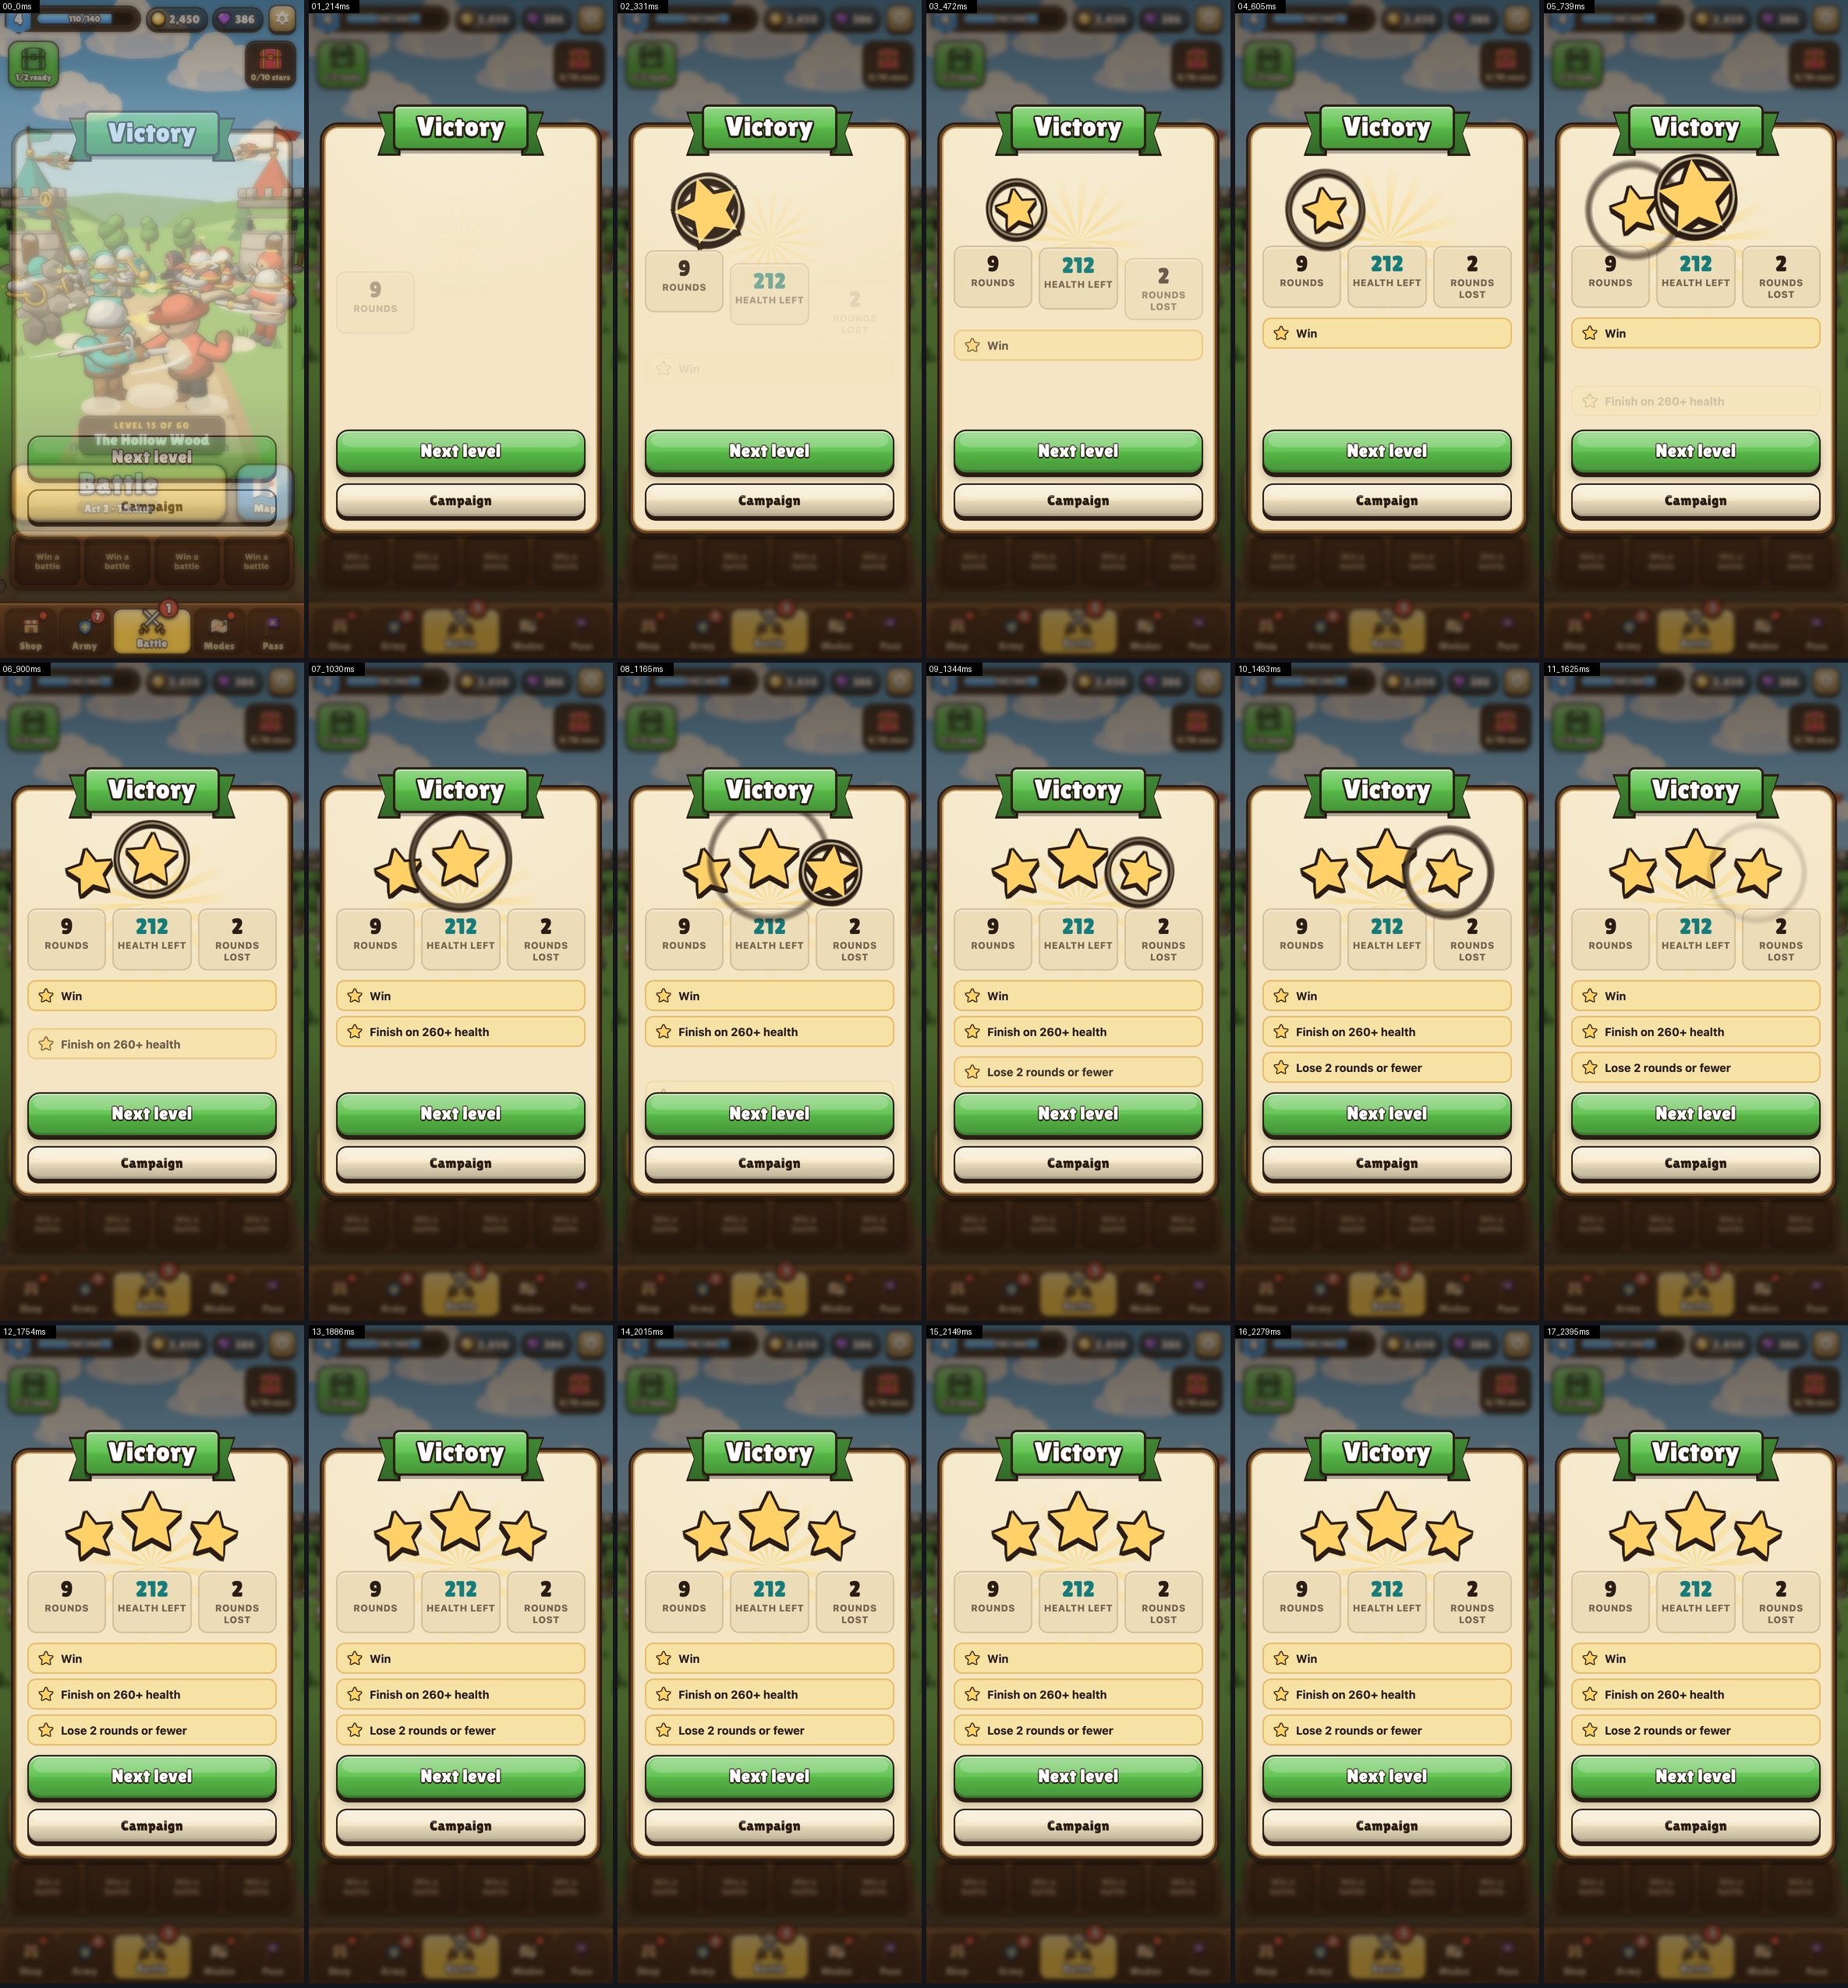 00_0ms
4
110/140
2,450
386
1/2 ready
0/10 stars
Victory
LEVEL 15 OF 60
The Hollow Wood
Next level
Battle
Campaign
Act 3 ·
Map
Win a battle
Win a battle
Win a battle
Win a battle
7
1
Shop
Army
Battle
Modes
Pass
01_214ms
Victory
9
ROUNDS
Next level
Campaign
02_331ms
Victory
9
ROUNDS
212
HEALTH LEFT
2
ROUNDS LOST
Win
Next level
Campaign
03_472ms
Victory
9
ROUNDS
212
HEALTH LEFT
2
ROUNDS LOST
Win
Next level
Campaign
04_605ms
Victory
9
ROUNDS
212
HEALTH LEFT
2
ROUNDS LOST
Win
Next level
Campaign
05_739ms
Victory
9
ROUNDS
212
HEALTH LEFT
2
ROUNDS LOST
Win
Finish on 260+ health
Next level
Campaign
06_900ms
Victory
9
ROUNDS
212
HEALTH LEFT
2
ROUNDS LOST
Win
Finish on 260+ health
Next level
Campaign
07_1030ms
Victory
9
ROUNDS
212
HEALTH LEFT
2
ROUNDS LOST
Win
Finish on 260+ health
Next level
Campaign
08_1165ms
Victory
9
ROUNDS
212
HEALTH LEFT
2
ROUNDS LOST
Win
Finish on 260+ health
Next level
Campaign
09_1344ms
Victory
9
ROUNDS
212
HEALTH LEFT
2
ROUNDS LOST
Win
Finish on 260+ health
Lose 2 rounds or fewer
Next level
Campaign
10_1493ms
Victory
9
ROUNDS
212
HEALTH LEFT
2
ROUNDS LOST
Win
Finish on 260+ health
Lose 2 rounds or fewer
Next level
Campaign
11_1625ms
Victory
9
ROUNDS
212
HEALTH LEFT
2
ROUNDS LOST
Win
Finish on 260+ health
Lose 2 rounds or fewer
Next level
Campaign
12_1754ms
Victory
9
ROUNDS
212
HEALTH LEFT
2
ROUNDS LOST
Win
Finish on 260+ health
Lose 2 rounds or fewer
Next level
Campaign
13_1886ms
Victory
9
ROUNDS
212
HEALTH LEFT
2
ROUNDS LOST
Win
Finish on 260+ health
Lose 2 rounds or fewer
Next level
Campaign
14_2015ms
Victory
9
ROUNDS
212
HEALTH LEFT
2
ROUNDS LOST
Win
Finish on 260+ health
Lose 2 rounds or fewer
Next level
Campaign
15_2149ms
Victory
9
ROUNDS
212
HEALTH LEFT
2
ROUNDS LOST
Win
Finish on 260+ health
Lose 2 rounds or fewer
Next level
Campaign
16_2279ms
Victory
9
ROUNDS
212
HEALTH LEFT
2
ROUNDS LOST
Win
Finish on 260+ health
Lose 2 rounds or fewer
Next level
Campaign
17_2395ms
Victory
9
ROUNDS
212
HEALTH LEFT
2
ROUNDS LOST
Win
Finish on 260+ health
Lose 2 rounds or fewer
Next level
Campaign